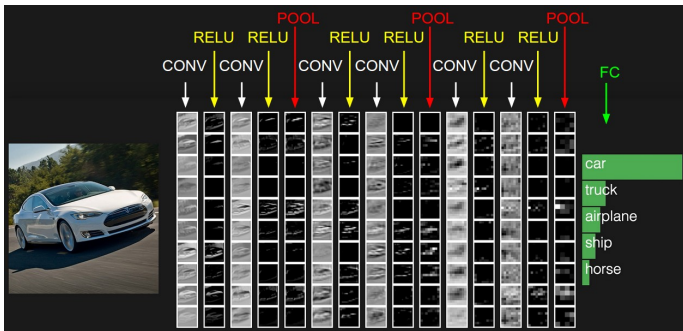 POOL POOL POOL
RELU RELU RELU RELU RELU RELU
CONV CONV CONV CONV CONV CONV
FC
car
truck
airplane
ship
horse